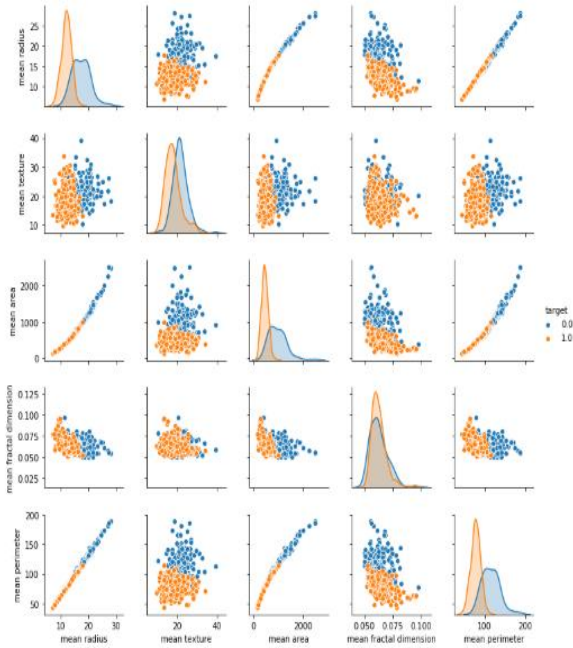 mean radius
25
20
15
10
mean texture
40
30
20
10
mean area
2000
1000
0
target
0.0
1.0
mean fractal dimension
0.125
0.100
0.075
0.050
0.025
mean perimeter
200
150
100
50
10 20 30
mean radius
20 40
mean texture
0 2000
mean area
0.050 0.075 0.100
mean fractal dimension
100 200
mean perimeter